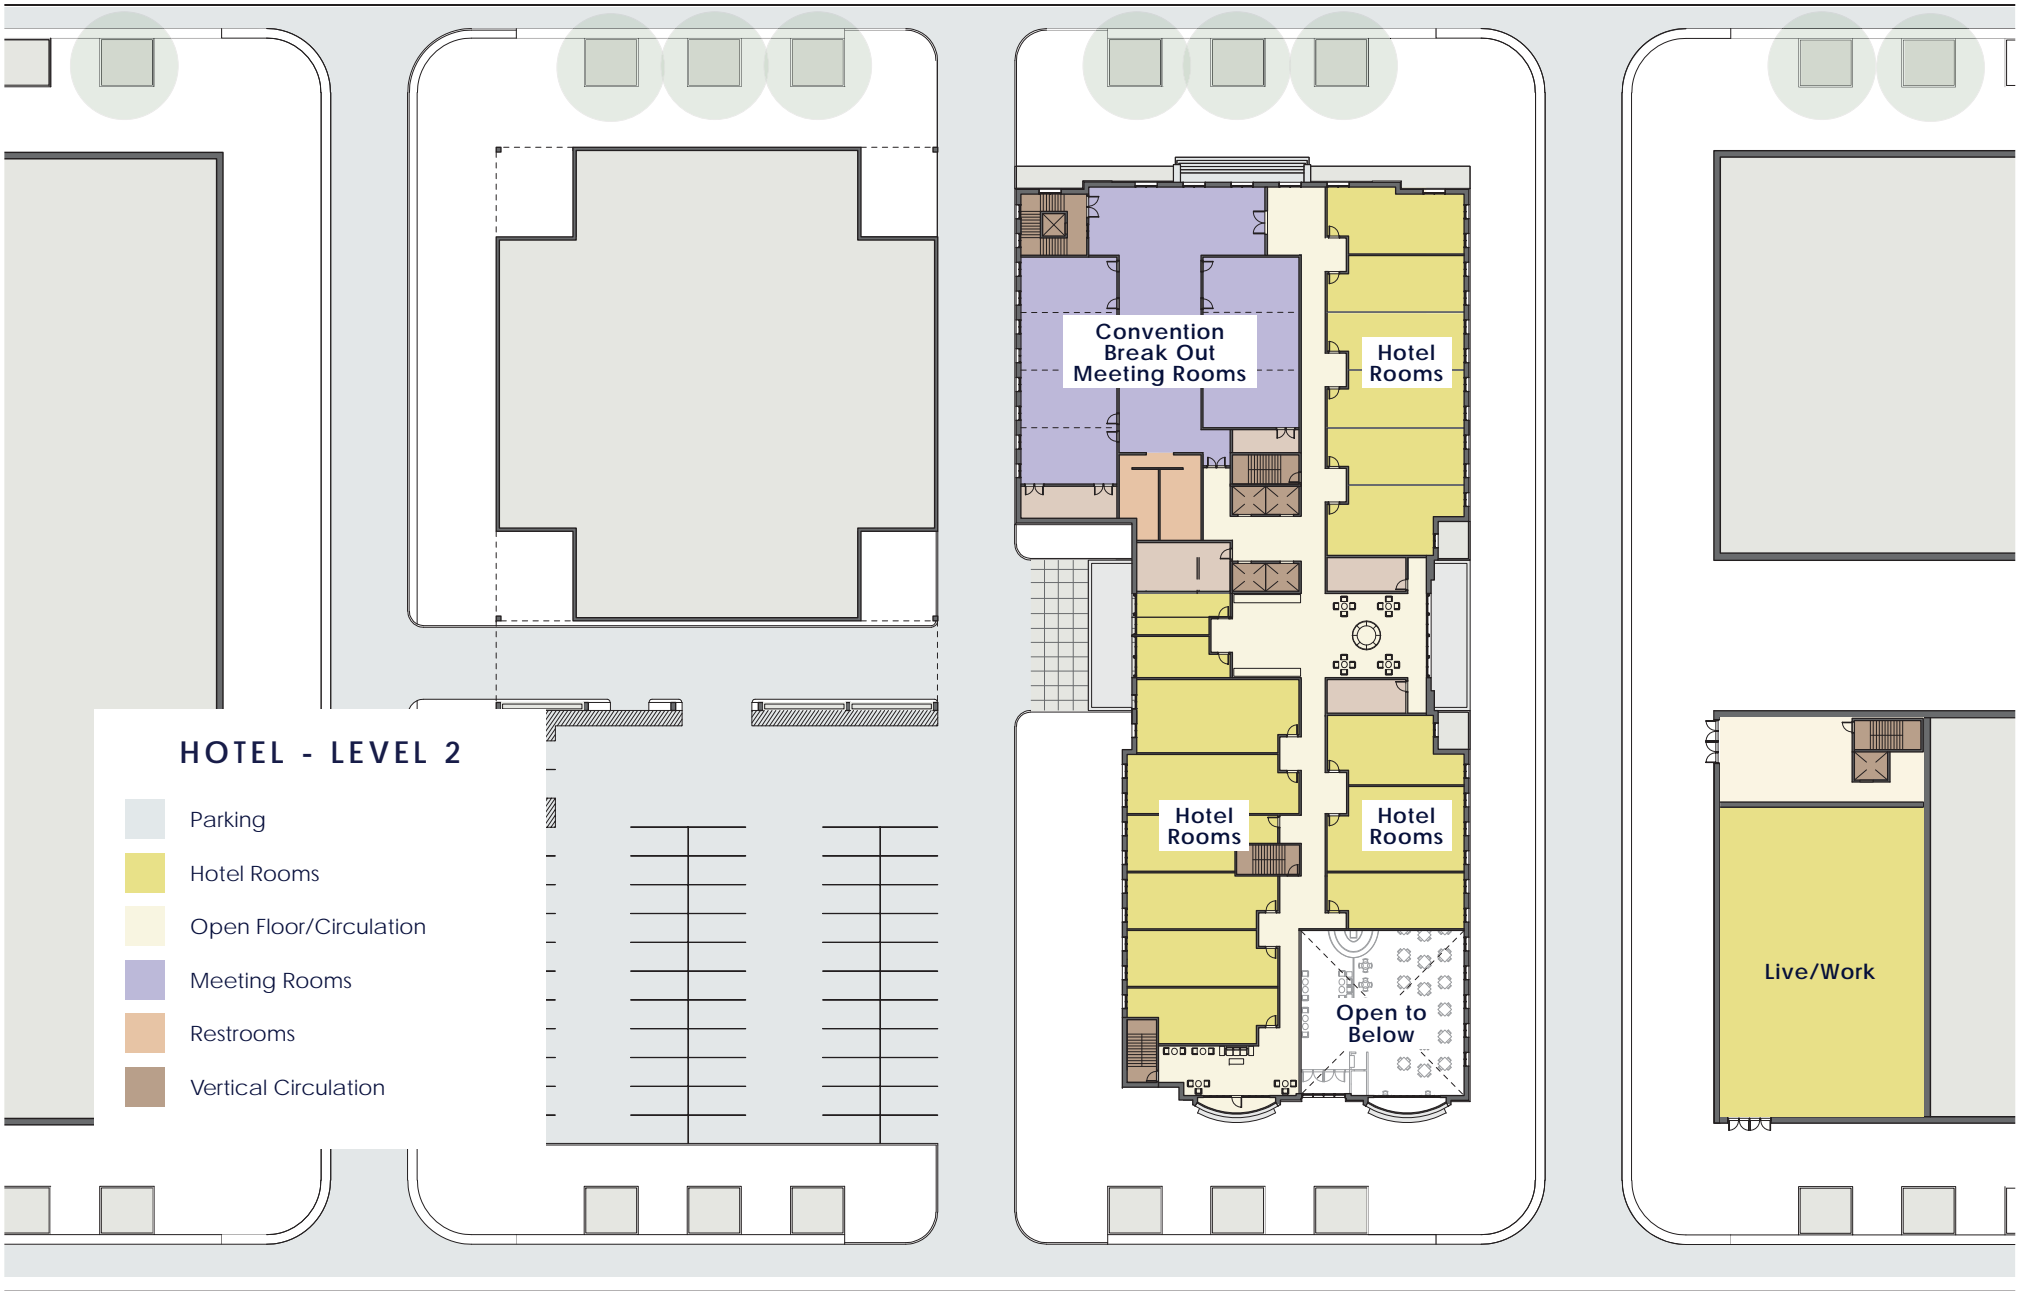 Convention
Break Out
Meeting Rooms
Hotel
Rooms
HOTEL - LEVEL 2
Parking
Hotel Rooms
Open Floor/Circulation
Meeting Rooms
Restrooms
Vertical Circulation
Hotel
Rooms
Hotel
Rooms
Open to
Below
Live/Work